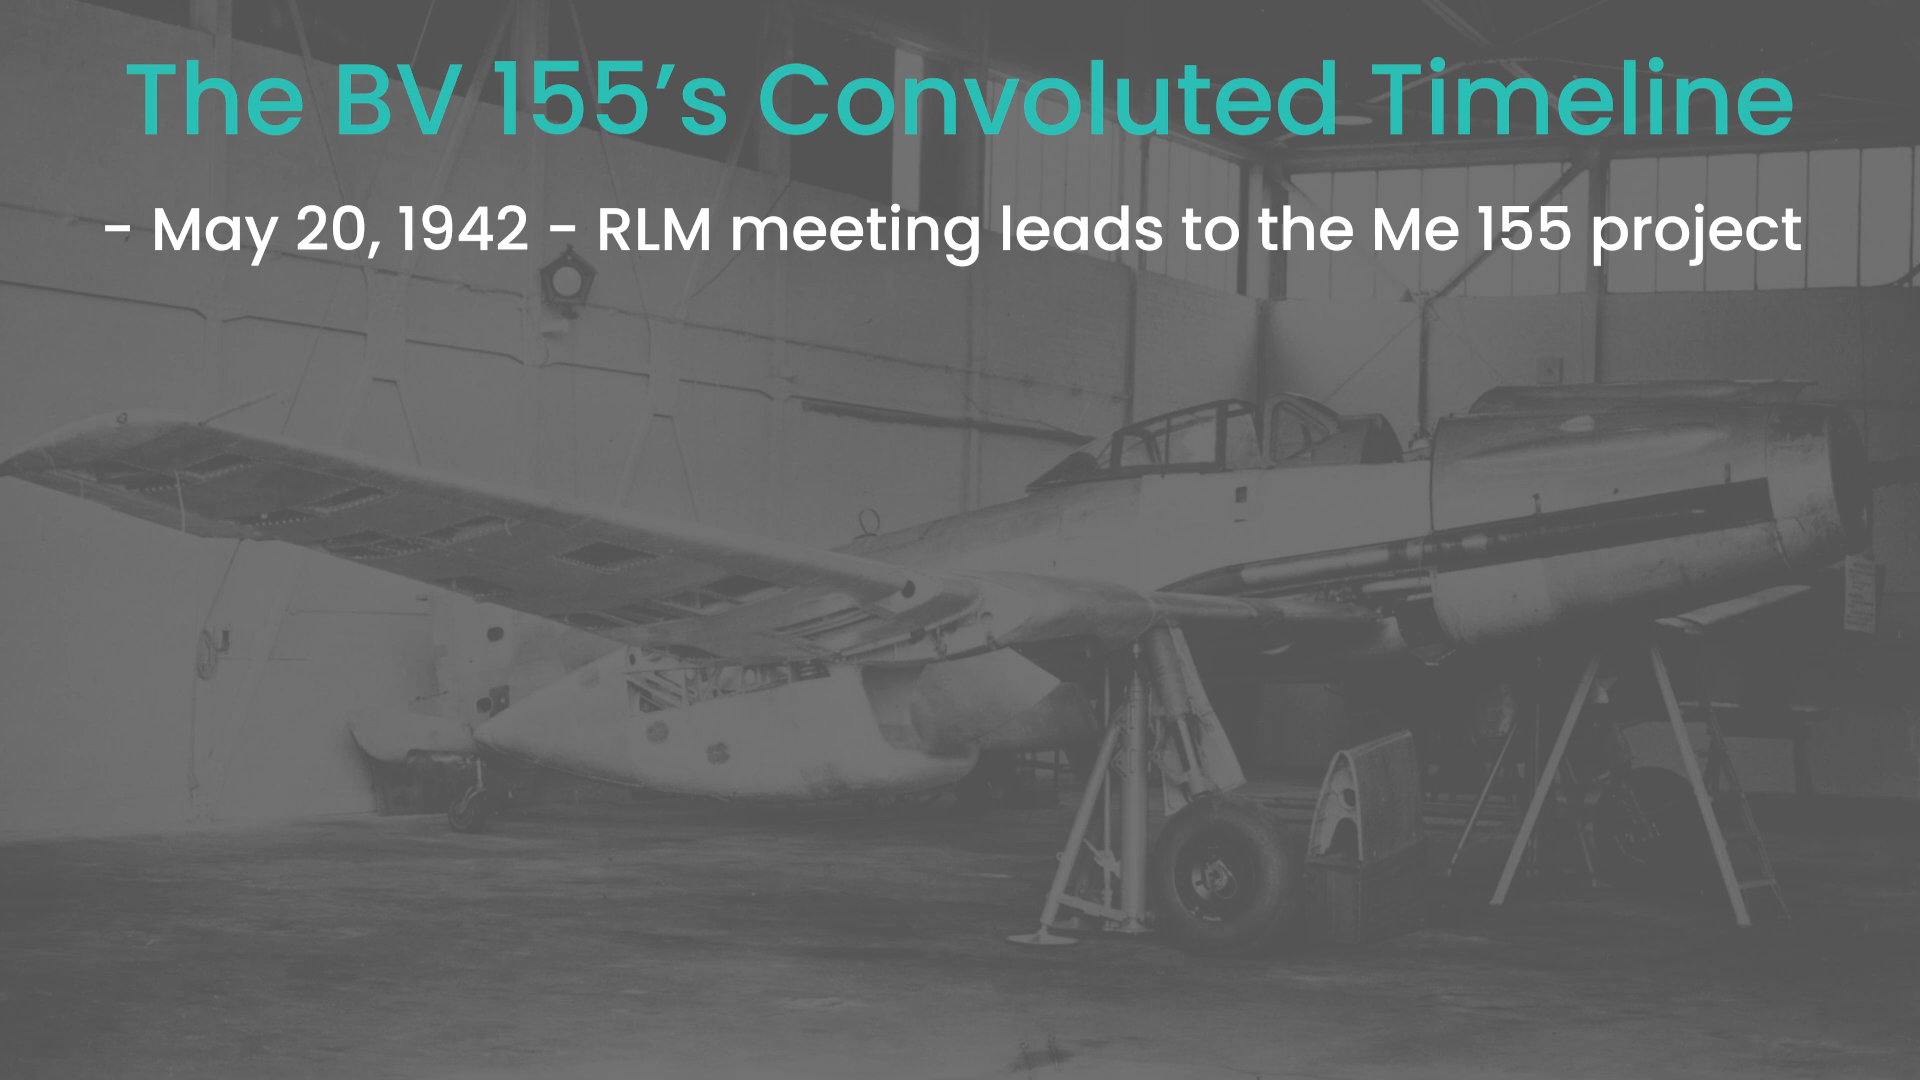 The BV 155’s Convoluted Timeline
- May 20, 1942 - RLM meeting leads to the Me 155 project